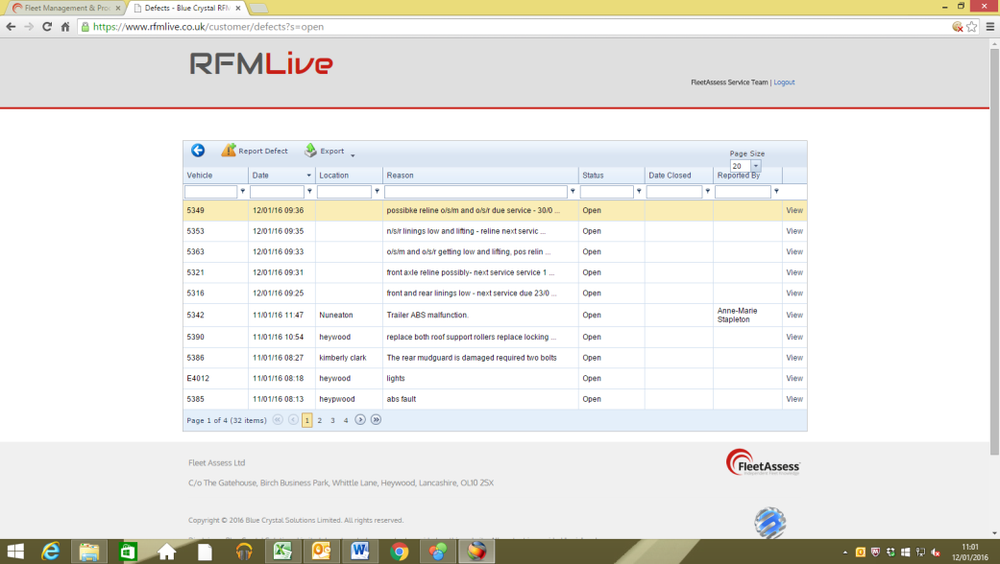 Fleet Management & Pro
Defects - Blue Crystal RFM
https://www.rfmlive.co.uk/customer/defects?s=open
RFMLive
FleetAssess Service Team | Logout
Report Defect Export
Page Size
20
Vehicle Date Location Reason Status Date Closed Reported By
5349 12/01/16 09:36 possibke reline o/s/m and o/s/r due service - 30/0 ... Open View
5353 12/01/16 09:35 n/s/r linings low and lifting - reline next servic ... Open View
5363 12/01/16 09:33 o/s/m and o/s/r getting low and lifting, pos relin ... Open View
5321 12/01/16 09:31 front axle reline possibly- next service service 1 ... Open View
5316 12/01/16 09:25 front and rear linings low - next service due 23/0 ... Open View
5342 11/01/16 11:47 Nuneaton Trailer ABS malfunction. Open Anne-Marie Stapleton View
5390 11/01/16 10:54 heywood replace both roof support rollers replace locking ... Open View
5386 11/01/16 08:27 kimberly clark The rear mudguard is damaged required two bolts Open View
E4012 11/01/16 08:18 heywood lights Open View
5385 11/01/16 08:13 heypwood abs fault Open View
Page 1 of 4 (32 items) 1 2 3 4
Fleet Assess Ltd
FleetAssess
C/o The Gatehouse, Birch Business Park, Whittle Lane, Heywood, Lancashire, OL10 2SX
Copyright © 2016 Blue Crystal Solutions Limited. All rights reserved.
11:01
12/01/2016